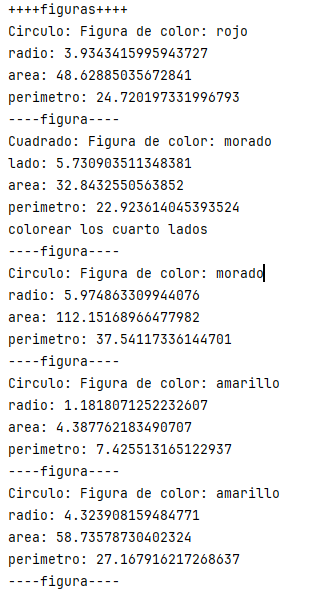 ++++figuras++++
Circulo: Figura de color: rojo
radio: 3.9343415995943727
area: 48.62885035672841
perimetro: 24.720197331996793
----figura----
Cuadrado: Figura de color: morado
lado: 5.730903511348381
area: 32.8432550563852
perimetro: 22.923614045393524
colorear los cuarto lados
----figura----
Circulo: Figura de color: morado
radio: 5.974863309944076
area: 112.15168966477982
perimetro: 37.54117336144701
----figura----
Circulo: Figura de color: amarillo
radio: 1.1818071252232607
area: 4.387762183490707
perimetro: 7.425513165122937
----figura----
Circulo: Figura de color: amarillo
radio: 4.323908159484771
area: 58.73578730402324
perimetro: 27.167916217268637
----figura----